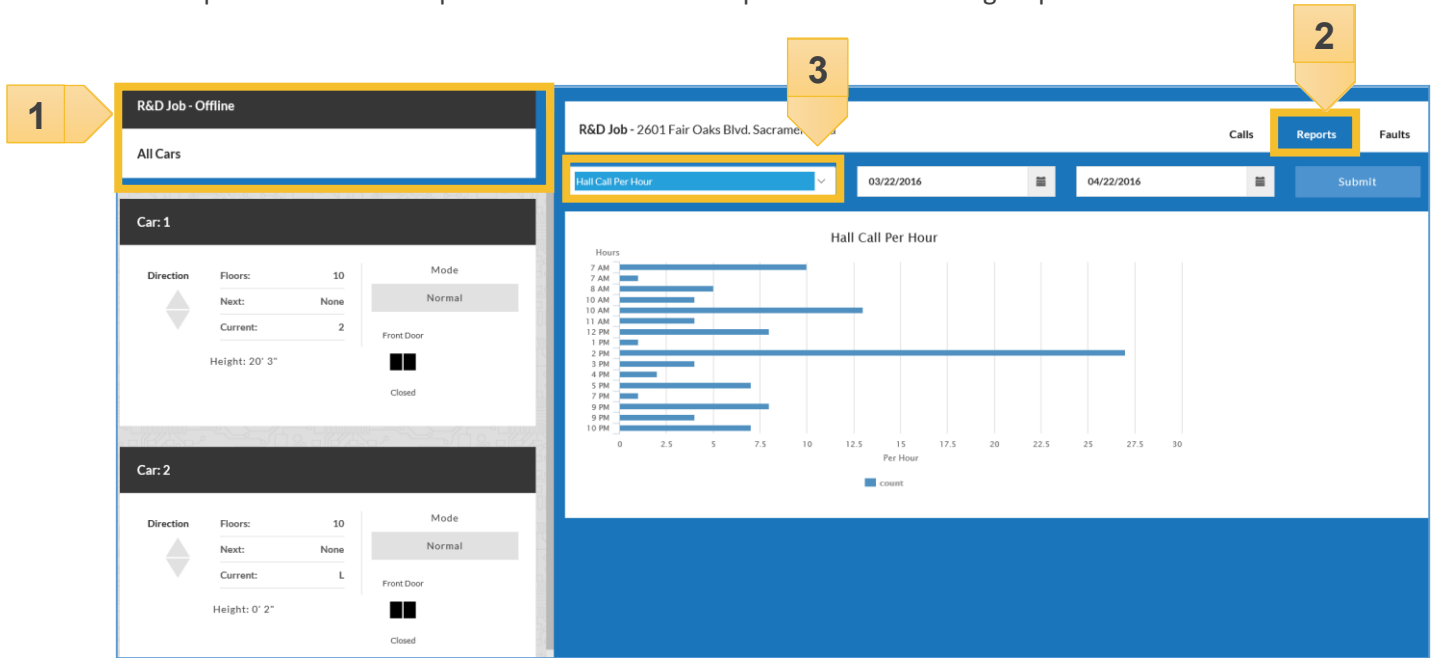 2
3
1
R&D Job - Offline
All Cars
R&D Job - 2601 Fair Oaks Blvd.
Calls
Reports
Faults
Hall Call Per Hour
03/22/2016
04/22/2016
Submit
Car: 1
Direction
Floors: 10
Next: None
Current: 2
Height: 20' 3"
Mode
Normal
Front Door
Closed
Car: 2
Direction
Floors: 10
Next: None
Current: L
Height: 0' 2"
Mode
Normal
Front Door
Closed
Hall Call Per Hour
Hours
7 AM
7 AM
8 AM
10 AM
10 AM
11 AM
12 PM
1 PM
2 PM
3 PM
4 PM
5 PM
7 PM
9 PM
9 PM
10 PM
0 2.5 5 7.5 10 12.5 15 17.5 20 22.5 25 27.5 30
Per Hour
count